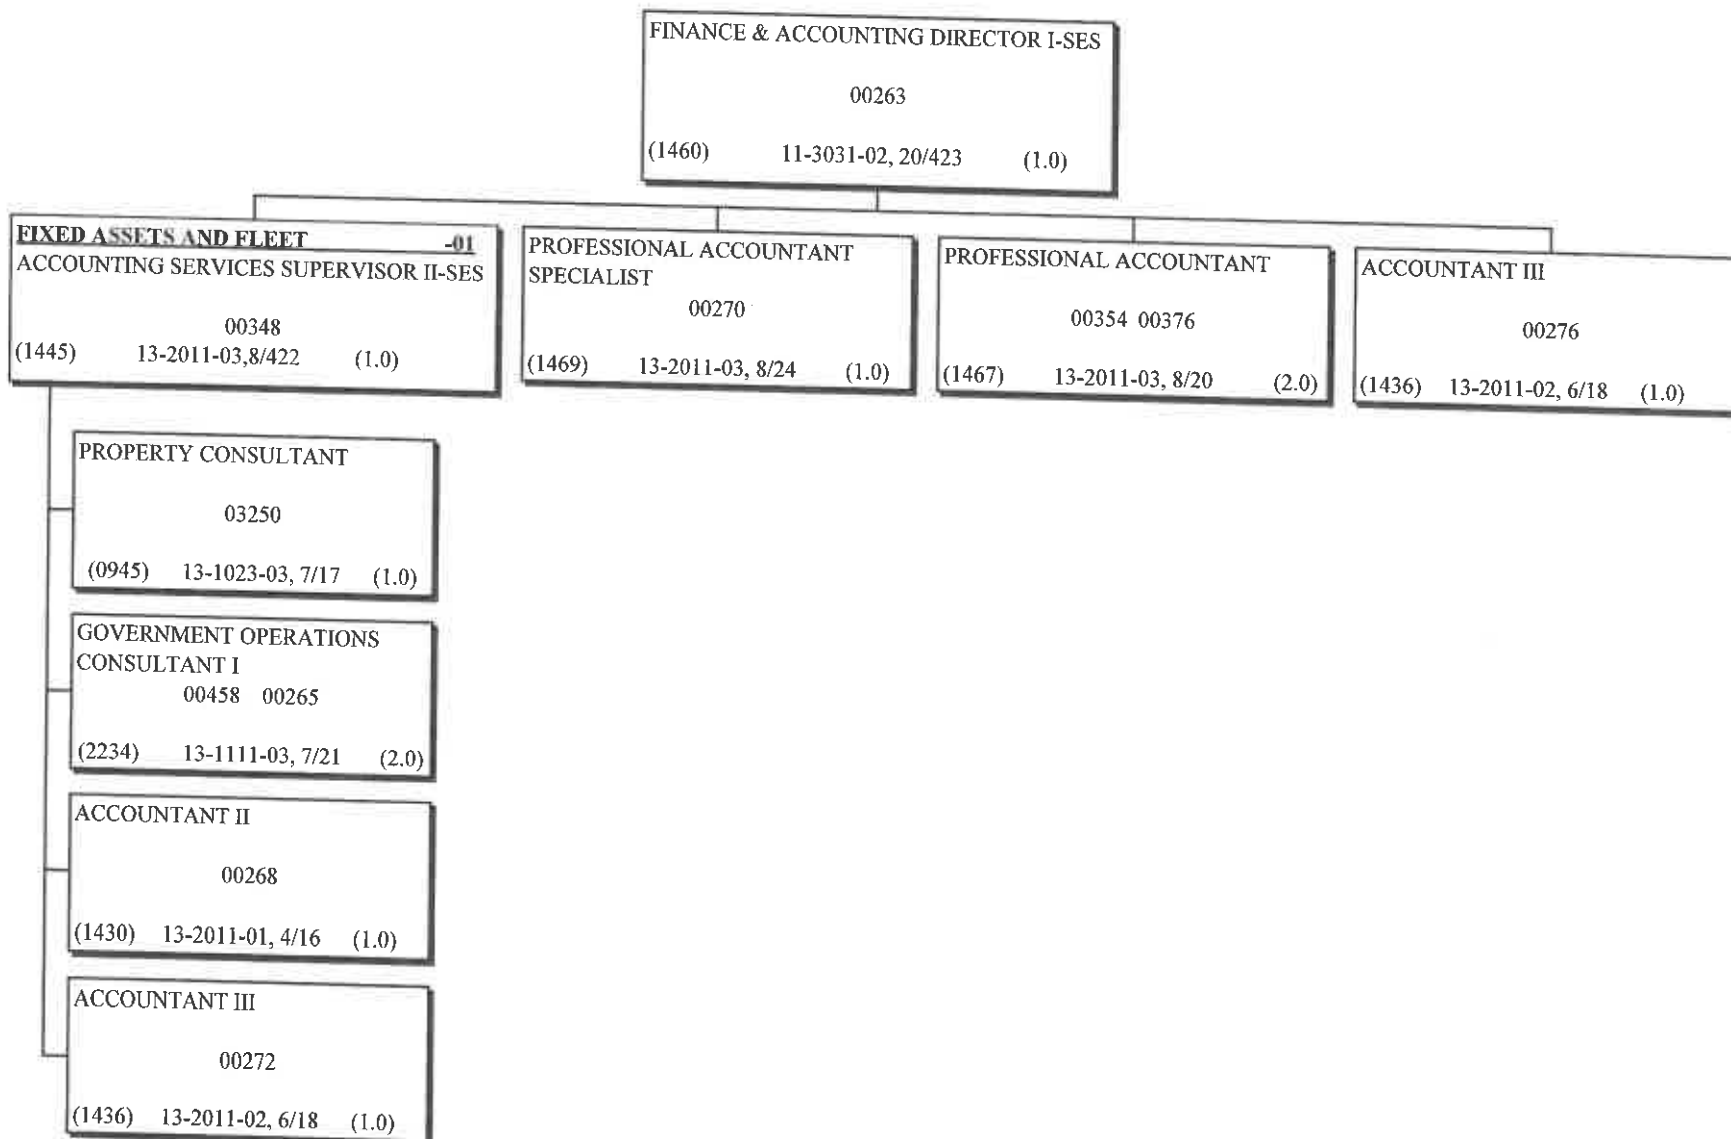 FINANCE & ACCOUNTING DIRECTOR I-SES
00263
(1460) 11-3031-02, 20/423 (1.0)
FIXED ASSETS AND FLEET -01
ACCOUNTING SERVICES SUPERVISOR II-SES
00348
(1445) 13-2011-03,8/422 (1.0)
PROFESSIONAL ACCOUNTANT
SPECIALIST
00270
(1469) 13-2011-03, 8/24 (1.0)
PROFESSIONAL ACCOUNTANT
00354 00376
(1467) 13-2011-03, 8/20 (2.0)
ACCOUNTANT III
00276
(1436) 13-2011-02, 6/18 (1.0)
PROPERTY CONSULTANT
03250
(0945) 13-1023-03, 7/17 (1.0)
GOVERNMENT OPERATIONS
CONSULTANT I
00458 00265
(2234) 13-1111-03, 7/21 (2.0)
ACCOUNTANT II
00268
(1430) 13-2011-01, 4/16 (1.0)
ACCOUNTANT III
00272
(1436) 13-2011-02, 6/18 (1.0)